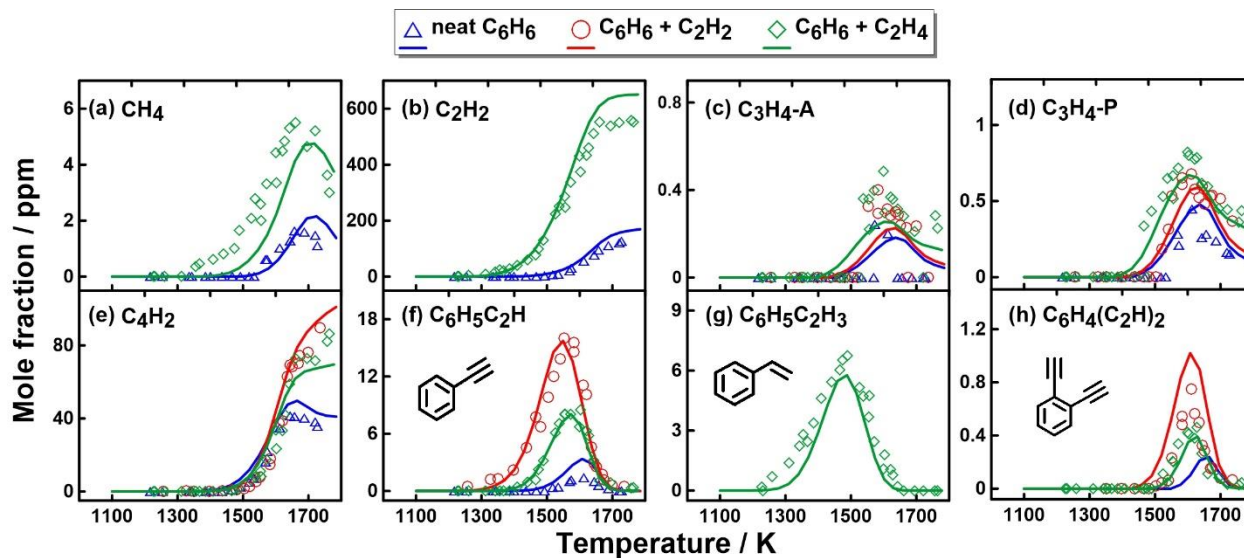 neat C₆H₆ C₆H₆ + C₂H₂ C₆H₆ + C₂H₄
Mole fraction / ppm
(a) CH₄
6
4
2
0
(b) C₂H₂
600
400
200
0
(c) C₃H₄-A
0.8
0.4
0.0
(d) C₃H₄-P
1
0.5
0
(e) C₄H₂
80
40
0
(f) C₆H₅C₂H
18
12
6
0
(g) C₆H₅C₂H₃
9
6
3
0
(h) C₆H₄(C₂H)₂
1.2
0.8
0.4
0.0
1100 1300 1500 1700 1100 1300 1500 1700 1100 1300 1500 1700 1100 1300 1500 1700
Temperature / K